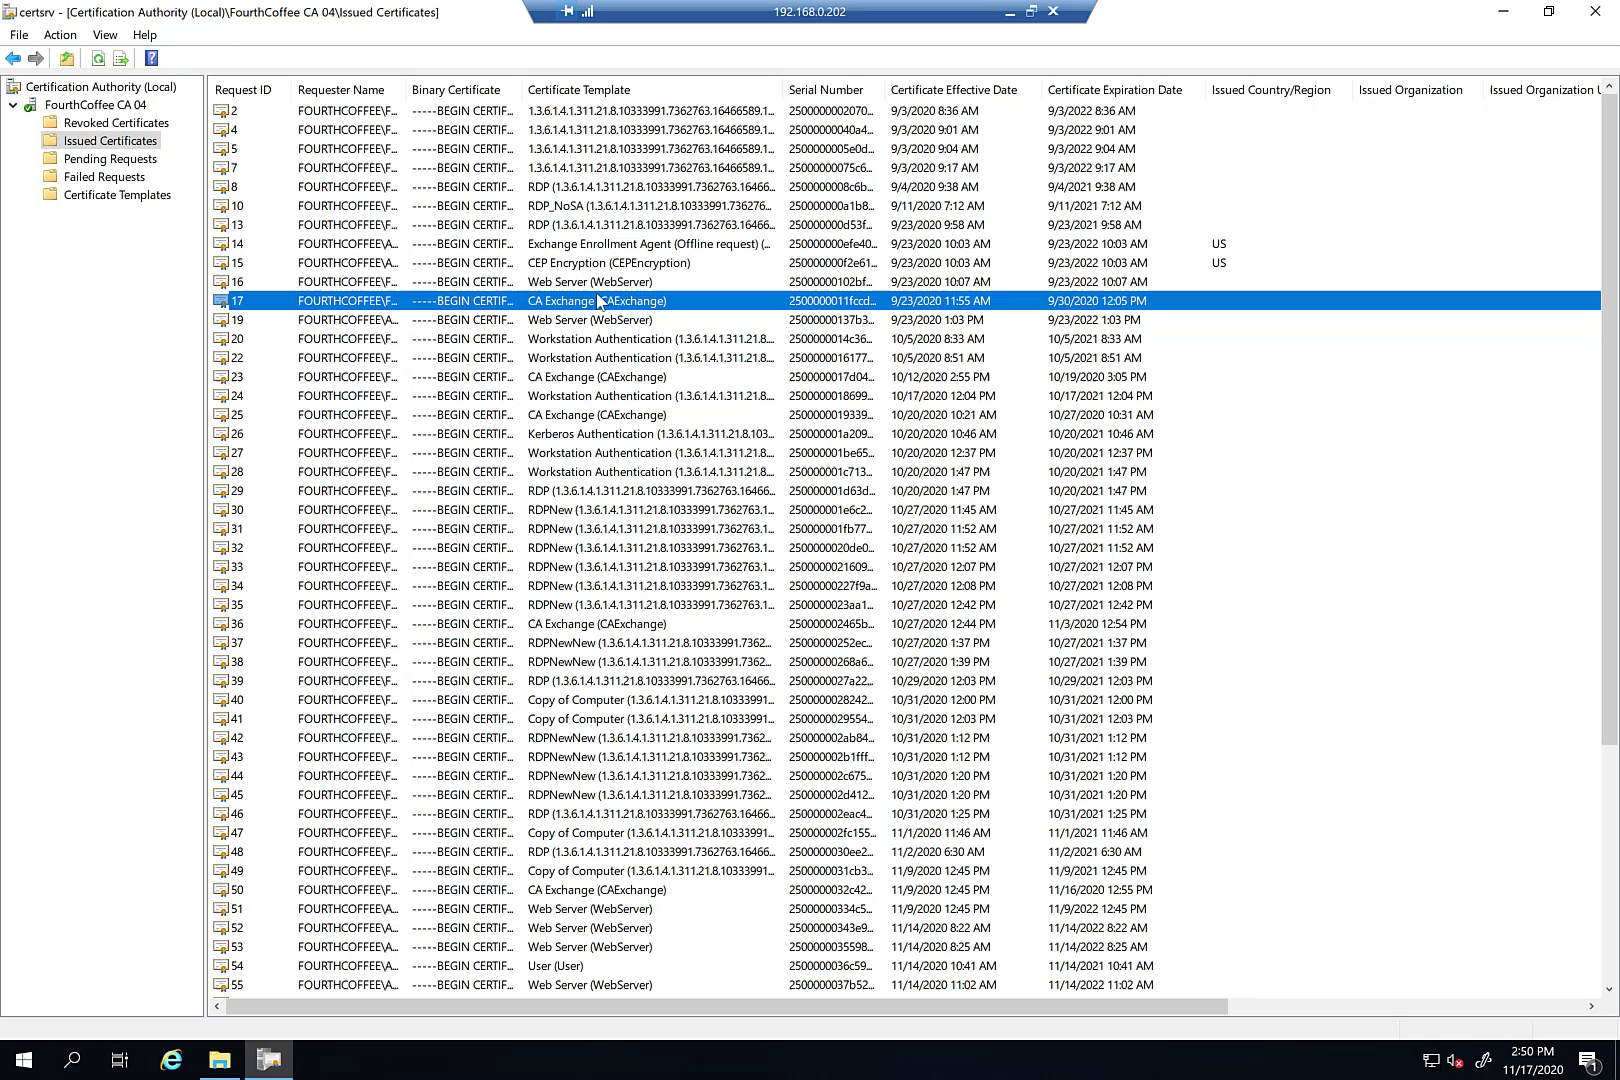 certsrv - [Certification Authority (Local)\FourthCoffee CA 04\Issued Certificates]
192.168.0.202
File Action View Help
Certification Authority (Local)
FourthCoffee CA 04
Revoked Certificates
Issued Certificates
Pending Requests
Failed Requests
Certificate Templates
Request ID Requester Name Binary Certificate Certificate Template Serial Number Certificate Effective Date Certificate Expiration Date Issued Country/Region Issued Organization Issued Organization U
2 FOURTHCOFFEE\F... -----BEGIN CERTIF... 1.3.6.1.4.1.311.21.8.10333991.7362763.16466589.1... 2500000002070... 9/3/2020 8:36 AM 9/3/2022 8:36 AM
4 FOURTHCOFFEE\F... -----BEGIN CERTIF... 1.3.6.1.4.1.311.21.8.10333991.7362763.16466589.1... 25000000040a4... 9/3/2020 9:01 AM 9/3/2022 9:01 AM
5 FOURTHCOFFEE\F... -----BEGIN CERTIF... 1.3.6.1.4.1.311.21.8.10333991.7362763.16466589.1... 2500000005e0d... 9/3/2020 9:04 AM 9/3/2022 9:04 AM
7 FOURTHCOFFEE\F... -----BEGIN CERTIF... 1.3.6.1.4.1.311.21.8.10333991.7362763.16466589.1... 25000000075c6... 9/3/2020 9:17 AM 9/3/2022 9:17 AM
8 FOURTHCOFFEE\F... -----BEGIN CERTIF... RDP (1.3.6.1.4.1.311.21.8.10333991.7362763.16466... 25000000008c6b... 9/4/2020 9:38 AM 9/4/2021 9:38 AM
10 FOURTHCOFFEE\F... -----BEGIN CERTIF... RDP_NoSA (1.3.6.1.4.1.311.21.8.10333991.736276... 250000000a1b8... 9/11/2020 7:12 AM 9/11/2021 7:12 AM
13 FOURTHCOFFEE\F... -----BEGIN CERTIF... RDP (1.3.6.1.4.1.311.21.8.10333991.7362763.16466... 250000000d53f... 9/23/2020 9:58 AM 9/23/2021 9:58 AM
14 FOURTHCOFFEE\A... -----BEGIN CERTIF... Exchange Enrollment Agent (Offline request) (... 250000000efe40... 9/23/2020 10:03 AM 9/23/2022 10:03 AM US
15 FOURTHCOFFEE\A... -----BEGIN CERTIF... CEP Encryption (CEPEncryption) 250000000f2e61... 9/23/2020 10:03 AM 9/23/2022 10:03 AM US
16 FOURTHCOFFEE\F... -----BEGIN CERTIF... Web Server (WebServer) 2500000000102bf... 9/23/2020 10:07 AM 9/23/2022 10:07 AM
17 FOURTHCOFFEE\F... -----BEGIN CERTIF... CA Exchange (CAExchange) 2500000011fccd... 9/23/2020 11:55 AM 9/30/2020 12:05 PM
19 FOURTHCOFFEE\A... -----BEGIN CERTIF... Web Server (WebServer) 25000000137b3... 9/23/2020 1:03 PM 9/23/2022 1:03 PM
20 FOURTHCOFFEE\F... -----BEGIN CERTIF... Workstation Authentication (1.3.6.1.4.1.311.21.8.... 2500000014c36... 10/5/2020 8:33 AM 10/5/2021 8:33 AM
22 FOURTHCOFFEE\F... -----BEGIN CERTIF... Workstation Authentication (1.3.6.1.4.1.311.21.8.... 2500000016177... 10/5/2020 8:51 AM 10/5/2021 8:51 AM
23 FOURTHCOFFEE\F... -----BEGIN CERTIF... CA Exchange (CAExchange) 2500000017d04... 10/12/2020 2:55 PM 10/19/2020 3:05 PM
24 FOURTHCOFFEE\F... -----BEGIN CERTIF... Workstation Authentication (1.3.6.1.4.1.311.21.8.... 2500000018699... 10/17/2020 12:04 PM 10/17/2021 12:04 PM
25 FOURTHCOFFEE\F... -----BEGIN CERTIF... CA Exchange (CAExchange) 2500000019339... 10/20/2020 10:21 AM 10/27/2020 10:31 AM
26 FOURTHCOFFEE\F... -----BEGIN CERTIF... Kerberos Authentication (1.3.6.1.4.1.311.21.8.103... 250000001a209... 10/20/2020 10:46 AM 10/20/2021 10:46 AM
27 FOURTHCOFFEE\F... -----BEGIN CERTIF... Workstation Authentication (1.3.6.1.4.1.311.21.8.... 250000001be65... 10/20/2020 12:37 PM 10/20/2021 12:37 PM
28 FOURTHCOFFEE\F... -----BEGIN CERTIF... Workstation Authentication (1.3.6.1.4.1.311.21.8.... 250000001c713... 10/20/2020 1:47 PM 10/20/2021 1:47 PM
29 FOURTHCOFFEE\F... -----BEGIN CERTIF... RDP (1.3.6.1.4.1.311.21.8.10333991.7362763.16466... 250000001d63d... 10/20/2020 1:47 PM 10/20/2021 1:47 PM
30 FOURTHCOFFEE\F... -----BEGIN CERTIF... RDPNew (1.3.6.1.4.1.311.21.8.10333991.7362763.1... 250000001e6c2... 10/27/2020 11:45 AM 10/27/2021 11:45 AM
31 FOURTHCOFFEE\F... -----BEGIN CERTIF... RDPNew (1.3.6.1.4.1.311.21.8.10333991.7362763.1... 250000001fb77... 10/27/2020 11:52 AM 10/27/2021 11:52 AM
32 FOURTHCOFFEE\F... -----BEGIN CERTIF... RDPNew (1.3.6.1.4.1.311.21.8.10333991.7362763.1... 2500000020de0... 10/27/2020 11:52 AM 10/27/2021 11:52 AM
33 FOURTHCOFFEE\F... -----BEGIN CERTIF... RDPNew (1.3.6.1.4.1.311.21.8.10333991.7362763.1... 2500000021609... 10/27/2020 12:07 PM 10/27/2021 12:07 PM
34 FOURTHCOFFEE\F... -----BEGIN CERTIF... RDPNew (1.3.6.1.4.1.311.21.8.10333991.7362763.1... 25000000227f9a... 10/27/2020 12:08 PM 10/27/2021 12:08 PM
35 FOURTHCOFFEE\F... -----BEGIN CERTIF... RDPNew (1.3.6.1.4.1.311.21.8.10333991.7362763.1... 2500000023aa1... 10/27/2020 12:42 PM 10/27/2021 12:42 PM
36 FOURTHCOFFEE\F... -----BEGIN CERTIF... CA Exchange (CAExchange) 250000002465b... 10/27/2020 12:44 PM 11/3/2020 12:54 PM
37 FOURTHCOFFEE\F... -----BEGIN CERTIF... RDPNewNew (1.3.6.1.4.1.311.21.8.10333991.7362... 25000000252ec... 10/27/2020 1:37 PM 10/27/2021 1:37 PM
38 FOURTHCOFFEE\F... -----BEGIN CERTIF... RDPNewNew (1.3.6.1.4.1.311.21.8.10333991.7362... 25000000268a6... 10/27/2020 1:39 PM 10/27/2021 1:39 PM
39 FOURTHCOFFEE\F... -----BEGIN CERTIF... RDP (1.3.6.1.4.1.311.21.8.10333991.7362763.16466... 2500000027a22... 10/29/2020 12:03 PM 10/29/2021 12:03 PM
40 FOURTHCOFFEE\F... -----BEGIN CERTIF... Copy of Computer (1.3.6.1.4.1.311.21.8.10333991... 2500000028242... 10/31/2020 12:00 PM 10/31/2021 12:00 PM
41 FOURTHCOFFEE\F... -----BEGIN CERTIF... Copy of Computer (1.3.6.1.4.1.311.21.8.10333991... 2500000029554... 10/31/2020 12:03 PM 10/31/2021 12:03 PM
42 FOURTHCOFFEE\F... -----BEGIN CERTIF... RDPNewNew (1.3.6.1.4.1.311.21.8.10333991.7362... 250000002ab84... 10/31/2020 1:12 PM 10/31/2021 1:12 PM
43 FOURTHCOFFEE\F... -----BEGIN CERTIF... RDPNewNew (1.3.6.1.4.1.311.21.8.10333991.7362... 250000002b1fff... 10/31/2020 1:12 PM 10/31/2021 1:12 PM
44 FOURTHCOFFEE\F... -----BEGIN CERTIF... RDPNewNew (1.3.6.1.4.1.311.21.8.10333991.7362... 250000002c675... 10/31/2020 1:20 PM 10/31/2021 1:20 PM
45 FOURTHCOFFEE\F... -----BEGIN CERTIF... RDPNewNew (1.3.6.1.4.1.311.21.8.10333991.7362... 250000002d412... 10/31/2020 1:20 PM 10/31/2021 1:20 PM
46 FOURTHCOFFEE\F... -----BEGIN CERTIF... RDP (1.3.6.1.4.1.311.21.8.10333991.7362763.16466... 250000002eac4... 10/31/2020 1:25 PM 10/31/2021 1:25 PM
47 FOURTHCOFFEE\F... -----BEGIN CERTIF... Copy of Computer (1.3.6.1.4.1.311.21.8.10333991... 250000002fc155... 11/1/2020 11:46 AM 11/1/2021 11:46 AM
48 FOURTHCOFFEE\F... -----BEGIN CERTIF... RDP (1.3.6.1.4.1.311.21.8.10333991.7362763.16466... 2500000030ee2... 11/2/2020 6:30 AM 11/2/2021 6:30 AM
49 FOURTHCOFFEE\F... -----BEGIN CERTIF... Copy of Computer (1.3.6.1.4.1.311.21.8.10333991... 2500000031cb3... 11/9/2020 12:45 PM 11/9/2021 12:45 PM
50 FOURTHCOFFEE\F... -----BEGIN CERTIF... CA Exchange (CAExchange) 2500000032c42... 11/9/2020 12:45 PM 11/16/2020 12:55 PM
51 FOURTHCOFFEE\A... -----BEGIN CERTIF... Web Server (WebServer) 25000000334c5... 11/9/2020 12:45 PM 11/9/2022 12:45 PM
52 FOURTHCOFFEE\A... -----BEGIN CERTIF... Web Server (WebServer) 25000000343e9... 11/14/2020 8:22 AM 11/14/2022 8:22 AM
53 FOURTHCOFFEE\A... -----BEGIN CERTIF... Web Server (WebServer) 2500000035598... 11/14/2020 8:25 AM 11/14/2022 8:25 AM
54 FOURTHCOFFEE\A... -----BEGIN CERTIF... User (User) 2500000036c59... 11/14/2020 10:41 AM 11/14/2021 10:41 AM
55 FOURTHCOFFEE\A... -----BEGIN CERTIF... Web Server (WebServer) 2500000037b52... 11/14/2020 11:02 AM 11/14/2022 11:02 AM
2:50 PM
11/17/2020
1